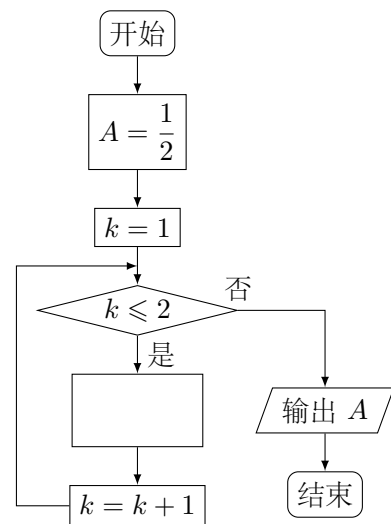 开始
A = 1/2
k = 1
k ⩽ 2
否
是
输出 A
k = k + 1
结束